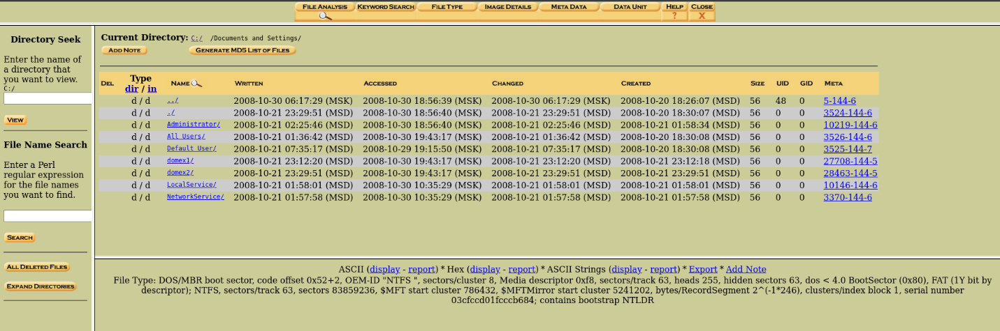 FILE ANALYSIS KEYWORD SEARCH FILE TYPE IMAGE DETAILS META DATA DATA UNIT HELP CLOSE
? X
Directory Seek
Enter the name of
a directory that
you want to view.
C:/
VIEW
File Name Search
Enter a Perl
regular expression
for the file names
you want to find.
SEARCH
ALL DELETED FILES
EXPAND DIRECTORIES
Current Directory: C:/ /Documents and Settings/
ADD NOTE GENERATE MD5 LIST OF FILES
DEL Type dir / in NAME WRITTEN ACCESSED CHANGED CREATED SIZE UID GID META
d / d ../ 2008-10-30 06:17:29 (MSK) 2008-10-30 18:56:39 (MSK) 2008-10-30 06:17:29 (MSK) 2008-10-20 18:26:07 (MSD) 56 48 0 5-144-6
d / d ./ 2008-10-21 23:29:51 (MSD) 2008-10-30 18:56:40 (MSK) 2008-10-21 23:29:51 (MSD) 2008-10-20 18:30:07 (MSD) 56 0 0 3524-144-6
d / d Administrator/ 2008-10-21 02:25:46 (MSD) 2008-10-30 18:56:40 (MSK) 2008-10-21 02:25:46 (MSD) 2008-10-21 01:58:34 (MSD) 56 0 0 10219-144-6
d / d All Users/ 2008-10-21 01:36:42 (MSD) 2008-10-30 19:43:17 (MSK) 2008-10-21 01:36:42 (MSD) 2008-10-20 18:30:08 (MSD) 56 0 0 3526-144-6
d / d Default User/ 2008-10-21 07:35:17 (MSD) 2008-10-29 19:15:50 (MSK) 2008-10-21 07:35:17 (MSD) 2008-10-20 18:30:08 (MSD) 56 0 0 3525-144-7
d / d domex1/ 2008-10-21 23:12:20 (MSD) 2008-10-30 19:43:17 (MSK) 2008-10-21 23:12:20 (MSD) 2008-10-21 23:12:18 (MSD) 56 0 0 27708-144-5
d / d domex2/ 2008-10-21 23:29:51 (MSD) 2008-10-30 19:43:17 (MSK) 2008-10-21 23:29:51 (MSD) 2008-10-21 23:29:51 (MSD) 56 0 0 28463-144-5
d / d LocalService/ 2008-10-21 01:58:01 (MSD) 2008-10-30 10:35:29 (MSK) 2008-10-21 01:58:01 (MSD) 2008-10-21 01:58:01 (MSD) 56 0 0 10146-144-6
d / d NetworkService/ 2008-10-21 01:57:58 (MSD) 2008-10-30 10:35:29 (MSK) 2008-10-21 01:57:58 (MSD) 2008-10-21 01:57:58 (MSD) 56 0 0 3370-144-6
ASCII (display - report) * Hex (display - report) * ASCII Strings (display - report) * Export * Add Note
File Type: DOS/MBR boot sector, code offset 0x52+2, OEM-ID "NTFS ", sectors/cluster 8, Media descriptor 0xf8, sectors/track 63, heads 255, hidden sectors 63, dos < 4.0 BootSector (0x80), FAT (1Y bit by
descriptor); NTFS, sectors/track 63, sectors 83859236, $MFT start cluster 786432, $MFTMirror start cluster 5241202, bytes/RecordSegment 2^(-1*246), clusters/index block 1, serial number
03cfccd01fcccb684; contains bootstrap NTLDR